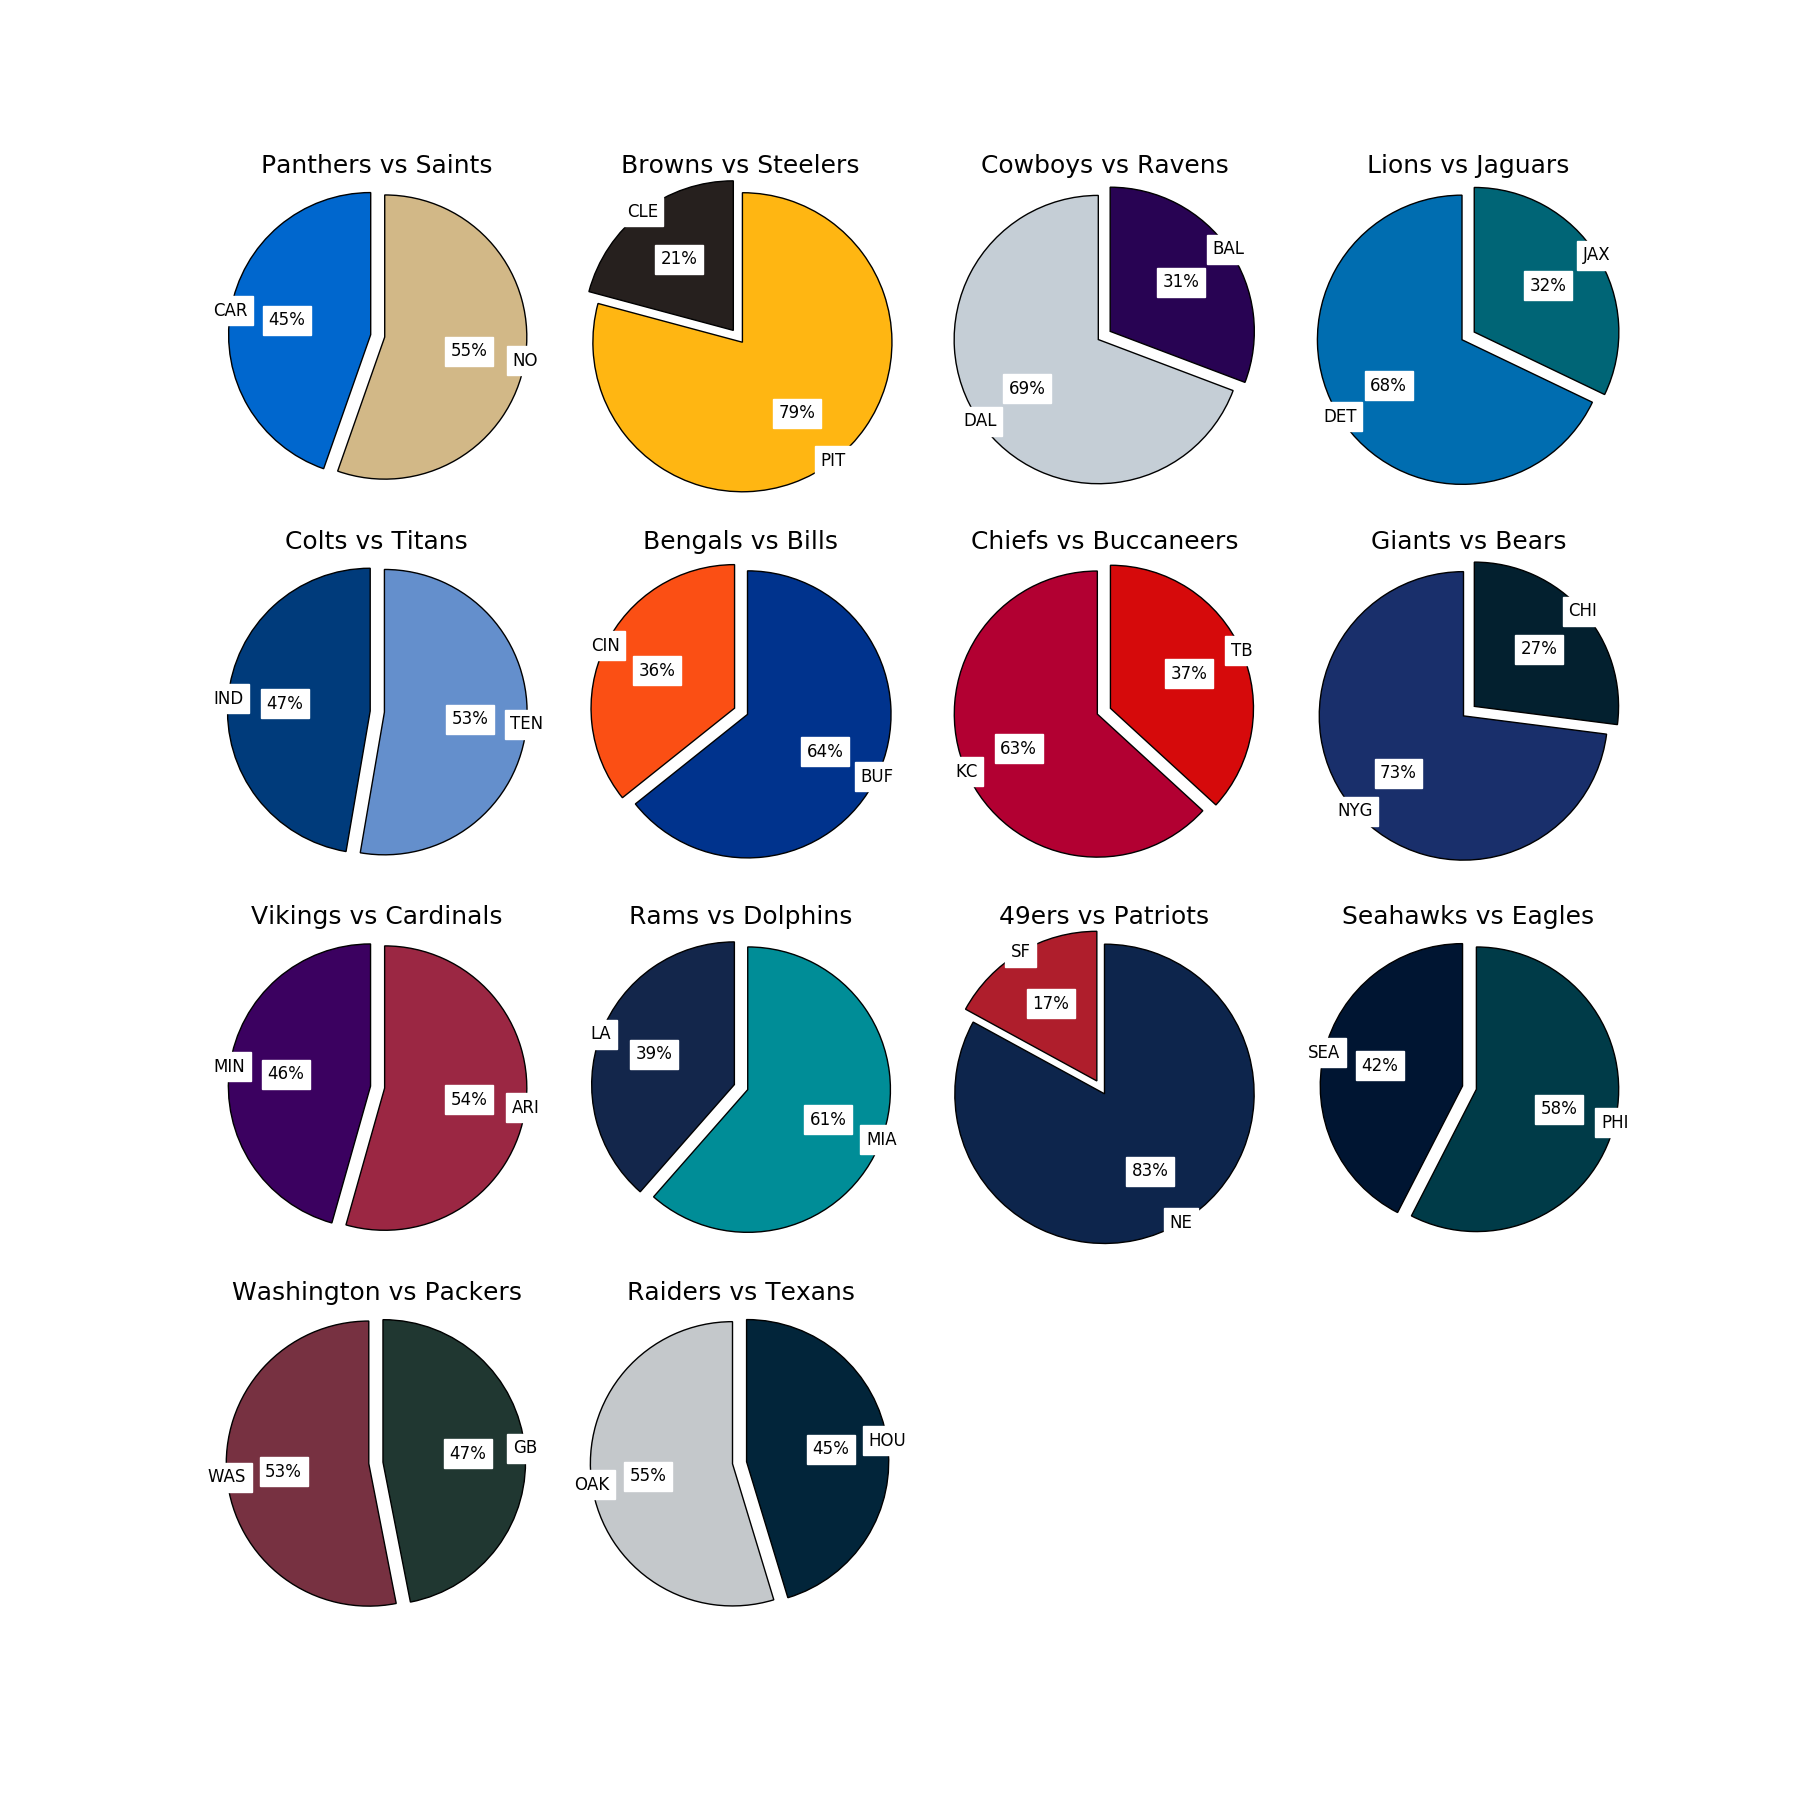 Panthers vs Saints
CAR
45%
55%
NO
Browns vs Steelers
CLE
21%
79%
PIT
Cowboys vs Ravens
BAL
31%
69%
DAL
Lions vs Jaguars
JAX
32%
68%
DET
Colts vs Titans
IND
47%
53%
TEN
Bengals vs Bills
CIN
36%
64%
BUF
Chiefs vs Buccaneers
TB
37%
63%
KC
Giants vs Bears
CHI
27%
73%
NYG
Vikings vs Cardinals
MIN
46%
54%
ARI
Rams vs Dolphins
LA
39%
61%
MIA
49ers vs Patriots
SF
17%
83%
NE
Seahawks vs Eagles
SEA
42%
58%
PHI
Washington vs Packers
GB
47%
53%
WAS
Raiders vs Texans
HOU
45%
55%
OAK